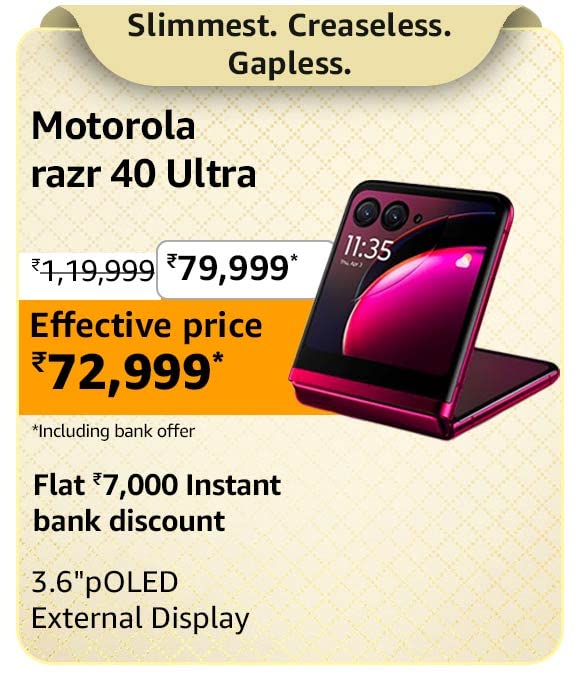 Slimmest. Creaseless.
Gapless.
Motorola
razr 40 Ultra
₹1,19,999 ₹79,999*
11:35
Effective price
₹72,999*
*Including bank offer
Flat ₹7,000 Instant
bank discount
3.6"pOLED
External Display